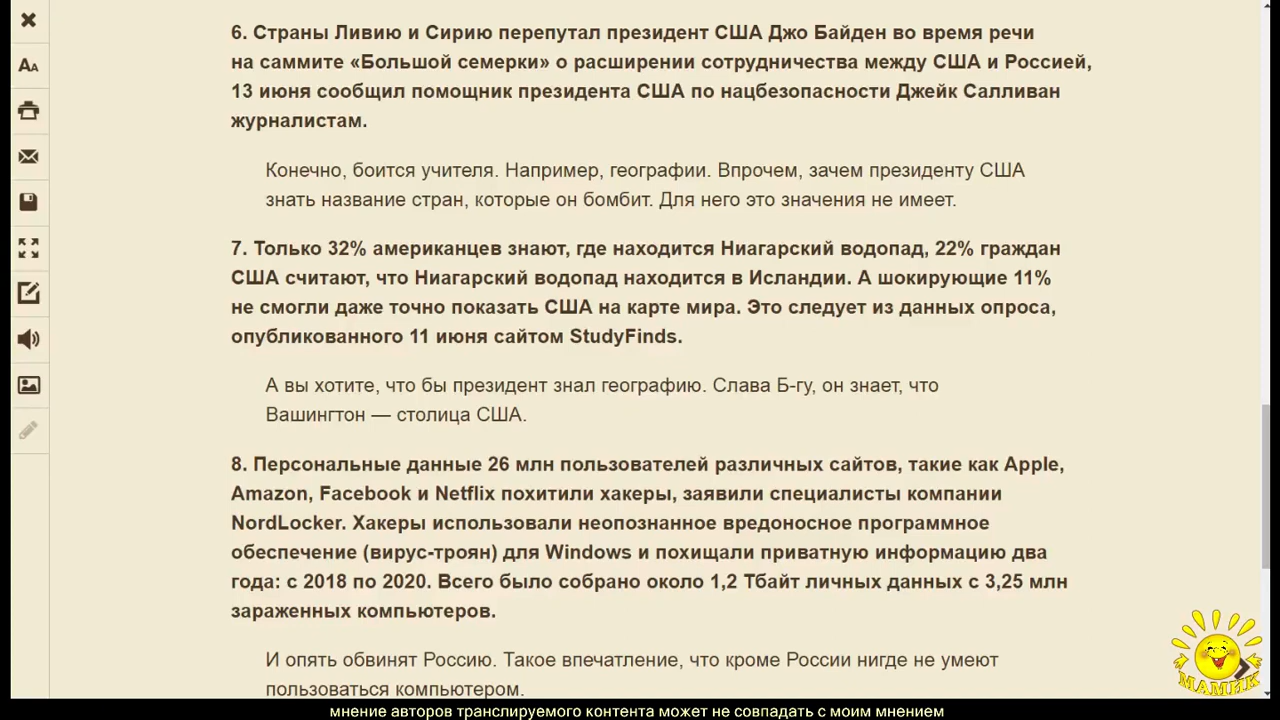 6. Страны Ливию и Сирию перепутал президент США Джо Байден во время речи
на саммите «Большой семерки» о расширении сотрудничества между США и Россией,
13 июня сообщил помощник президента США по нацбезопасности Джейк Салливан
журналистам.
Конечно, боится учителя. Например, географии. Впрочем, зачем президенту США
знать название стран, которые он бомбит. Для него это значения не имеет.
7. Только 32% американцев знают, где находится Ниагарский водопад, 22% граждан
США считают, что Ниагарский водопад находится в Исландии. А шокирующие 11%
не смогли даже точно показать США на карте мира. Это следует из данных опроса,
опубликованного 11 июня сайтом StudyFinds.
А вы хотите, что бы президент знал географию. Слава Б-гу, он знает, что
Вашингтон — столица США.
8. Персональные данные 26 млн пользователей различных сайтов, такие как Apple,
Amazon, Facebook и Netflix похитили хакеры, заявили специалисты компании
NordLocker. Хакеры использовали неопознанное вредоносное программное
обеспечение (вирус-троян) для Windows и похищали приватную информацию два
года: с 2018 по 2020. Всего было собрано около 1,2 Тбайт личных данных с 3,25 млн
зараженных компьютеров.
И опять обвинят Россию. Такое впечатление, что кроме России нигде не умеют
пользоваться компьютером.
МАМИК
мнение авторов транслируемого контента может не совпадать с моим мнением